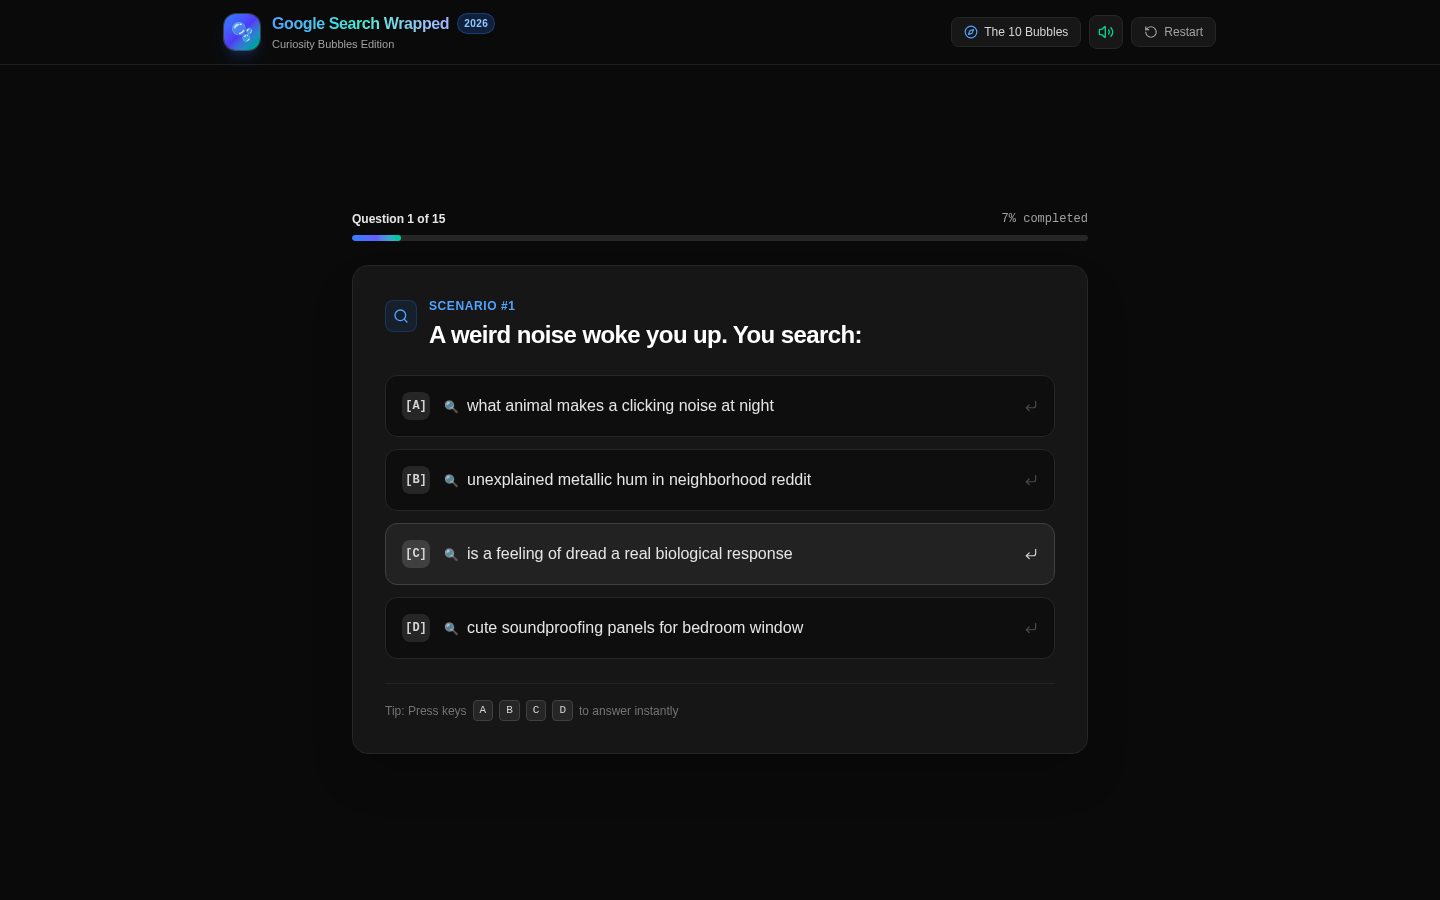 Google Search Wrapped 2026
Curiosity Bubbles Edition
The 10 Bubbles
Restart
Question 1 of 15
7% completed
SCENARIO #1
A weird noise woke you up. You search:
[A] what animal makes a clicking noise at night
[B] unexplained metallic hum in neighborhood reddit
[C] is a feeling of dread a real biological response
[D] cute soundproofing panels for bedroom window
Tip: Press keys A B C D to answer instantly